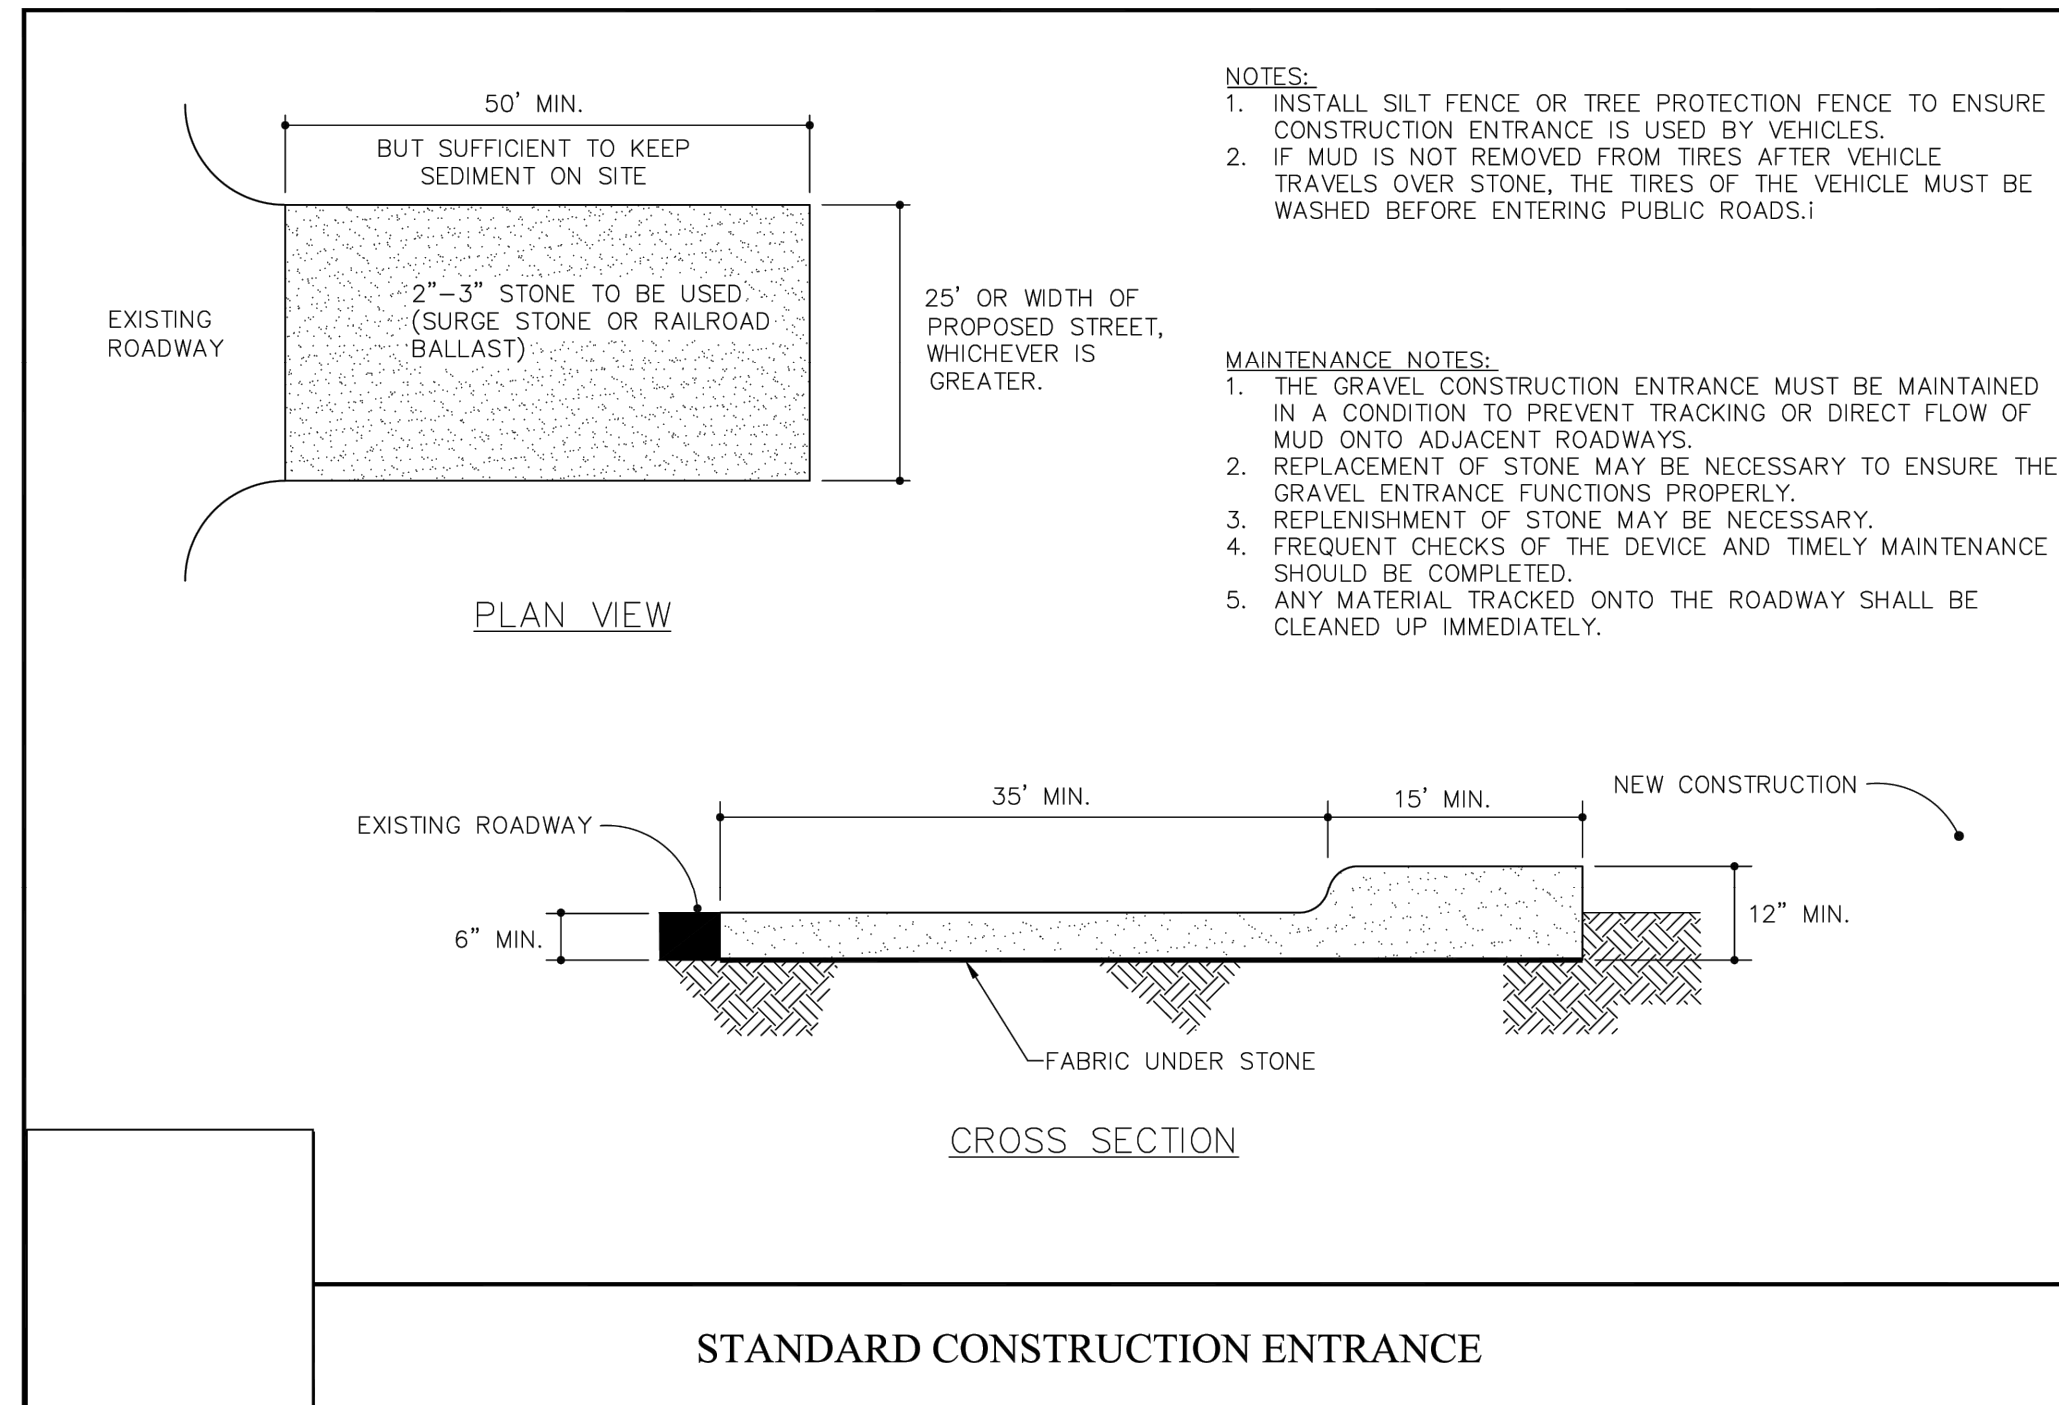 50' MIN.
BUT SUFFICIENT TO KEEP
SEDIMENT ON SITE
EXISTING
ROADWAY
2"-3" STONE TO BE USED
(SURGE STONE OR RAILROAD
BALLAST)
25' OR WIDTH OF
PROPOSED STREET,
WHICHEVER IS
GREATER.
PLAN VIEW
NOTES:
1. INSTALL SILT FENCE OR TREE PROTECTION FENCE TO ENSURE
CONSTRUCTION ENTRANCE IS USED BY VEHICLES.
2. IF MUD IS NOT REMOVED FROM TIRES AFTER VEHICLE
TRAVELS OVER STONE, THE TIRES OF THE VEHICLE MUST BE
WASHED BEFORE ENTERING PUBLIC ROADS.i
MAINTENANCE NOTES:
1. THE GRAVEL CONSTRUCTION ENTRANCE MUST BE MAINTAINED
IN A CONDITION TO PREVENT TRACKING OR DIRECT FLOW OF
MUD ONTO ADJACENT ROADWAYS.
2. REPLACEMENT OF STONE MAY BE NECESSARY TO ENSURE THE
GRAVEL ENTRANCE FUNCTIONS PROPERLY.
3. REPLENISHMENT OF STONE MAY BE NECESSARY.
4. FREQUENT CHECKS OF THE DEVICE AND TIMELY MAINTENANCE
SHOULD BE COMPLETED.
5. ANY MATERIAL TRACKED ONTO THE ROADWAY SHALL BE
CLEANED UP IMMEDIATELY.
35' MIN.
15' MIN.
NEW CONSTRUCTION
EXISTING ROADWAY
6" MIN.
12" MIN.
FABRIC UNDER STONE
CROSS SECTION
STANDARD CONSTRUCTION ENTRANCE